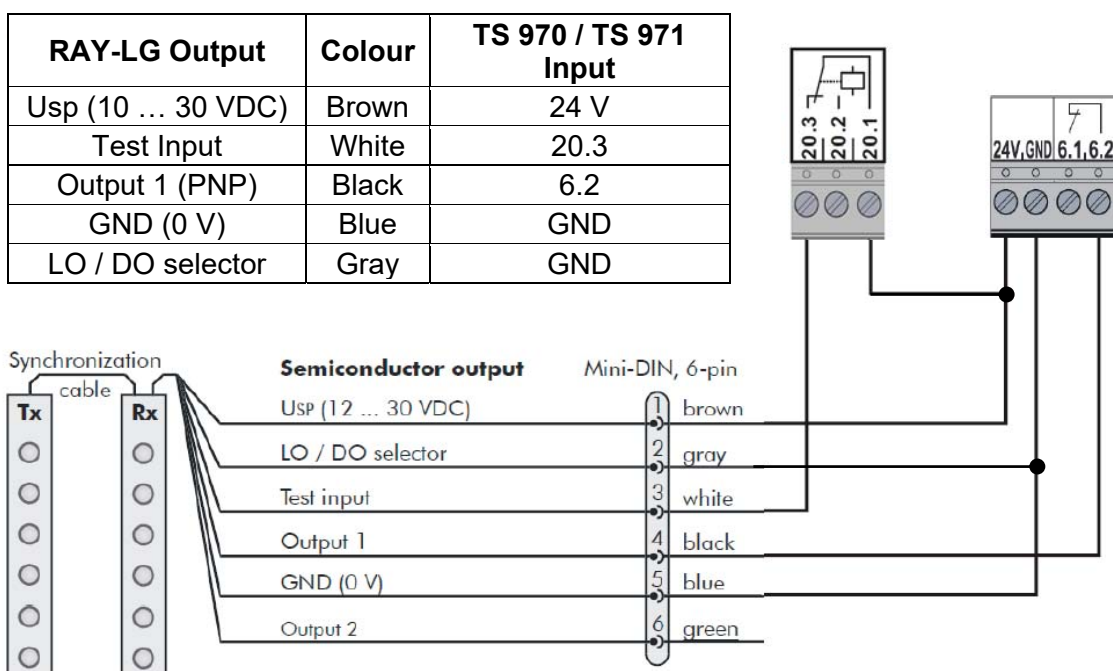 RAY-LG Output Colour TS 970 / TS 971 Input
Usp (10 … 30 VDC) Brown 24 V
Test Input White 20.3
Output 1 (PNP) Black 6.2
GND (0 V) Blue GND
LO / DO selector Gray GND
20.3 20.2 20.1
24V,GND 6.1,6.2
Synchronization
cable
Tx Rx
Semiconductor output Mini-DIN, 6-pin
USP (12 ... 30 VDC) 1 brown
LO / DO selector 2 gray
Test input 3 white
Output 1 4 black
GND (0 V) 5 blue
Output 2 6 green